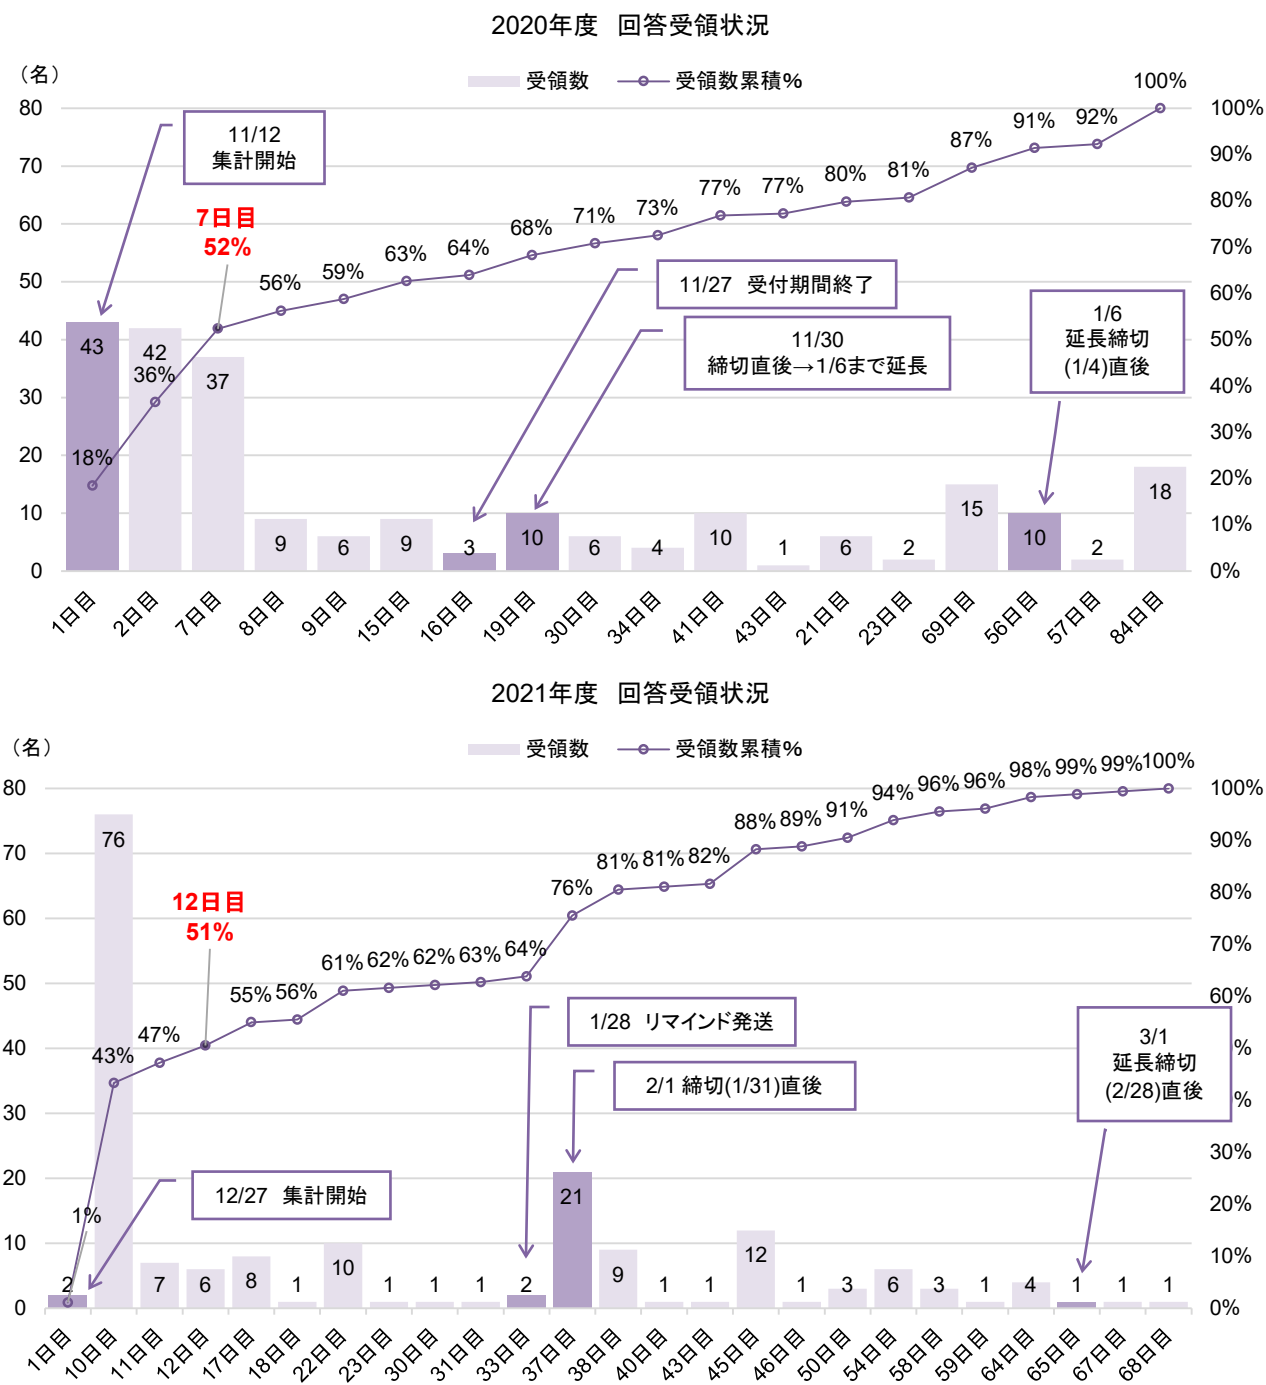 2020年度　回答受領状況
（名）
受領数
受領数累積%
80
70
60
50
40
30
20
10
0
100%
90%
80%
70%
60%
50%
40%
30%
20%
10%
0%
11/12
集計開始
7日目
52%
11/27　受付期間終了
11/30
締切直後→1/6まで延長
1/6
延長締切
(1/4)直後
18%
36%
56%
59%
63%
64%
68%
71%
73%
77%
77%
80%
81%
87%
91%
92%
100%
43
42
37
9
6
9
3
10
6
4
10
1
6
2
15
10
2
18
1日目
2日目
7日目
8日目
9日目
15日目
16日目
19日目
30日目
34日目
41日目
43日目
21日目
23日目
69日目
56日目
57日目
84日目
2021年度　回答受領状況
（名）
受領数
受領数累積%
80
70
60
50
40
30
20
10
0
100%
90%
80%
70%
60%
%
%
30%
20%
10%
0%
12日目
51%
12/27　集計開始
1/28　リマインド発送
2/1 締切(1/31)直後
3/1
延長締切
(2/28)直後
1%
43%
47%
55%
56%
61%
62%
62%
63%
64%
76%
81%
81%
82%
88%
89%
91%
94%
96%
96%
98%
99%
99%
100%
2
76
7
6
8
1
10
1
1
1
2
21
9
1
1
12
1
3
6
3
1
4
1
1
1
1日目
10日目
11日目
12日目
17日目
18日目
22日目
23日目
30日目
31日目
33日目
37日目
38日目
40日目
43日目
45日目
46日目
50日目
54日目
58日目
59日目
64日目
65日目
67日目
68日目